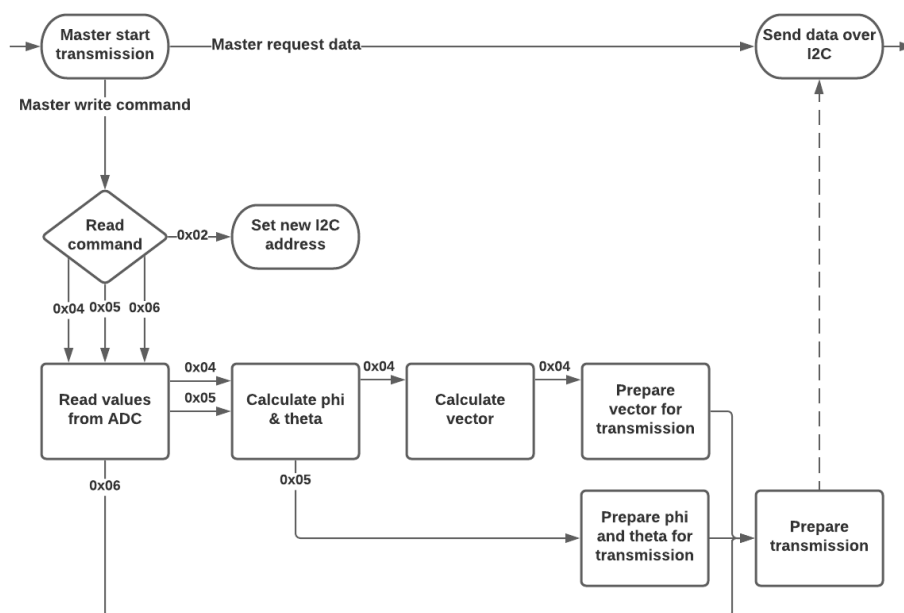 Master start
transmission
Master request data
Send data over
I2C
Master write command
Read
command
0x02
Set new I2C
address
0x04
0x05
0x06
Read values
from ADC
0x04
0x05
Calculate phi
& theta
0x04
Calculate
vector
0x04
Prepare
vector for
transmission
0x06
0x05
Prepare phi
and theta for
transmission
Prepare
transmission